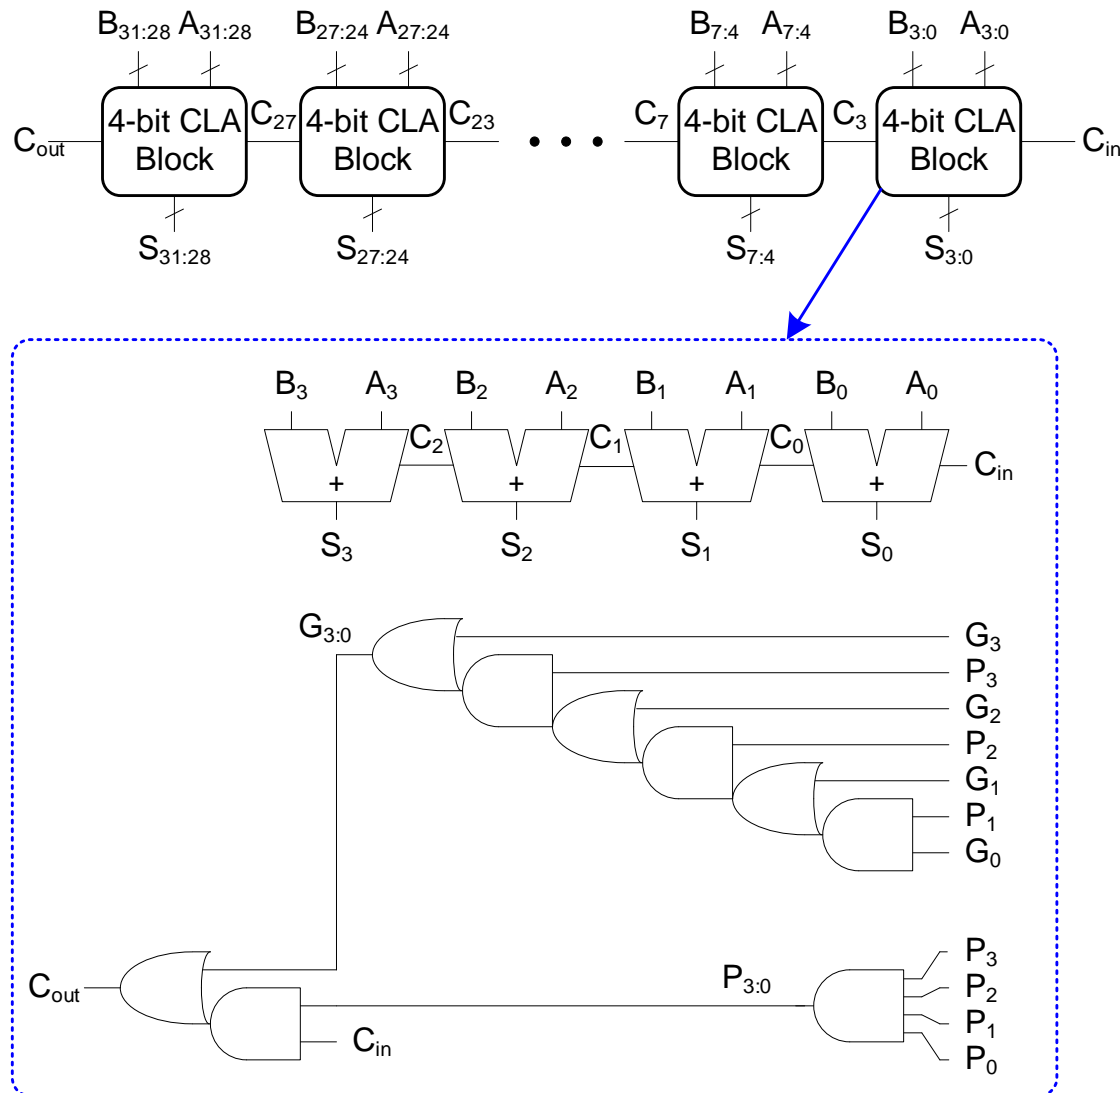 B31:28 A31:28 B27:24 A27:24 B7:4 A7:4 B3:0 A3:0
Cout 4-bit CLA Block C27 4-bit CLA Block C23 • • • C7 4-bit CLA Block C3 4-bit CLA Block Cin
S31:28 S27:24 S7:4 S3:0
B3 A3 B2 A2 B1 A1 B0 A0
C2 C1 C0
+ + + + Cin
S3 S2 S1 S0
G3:0 G3
P3
G2
P2
G1
P1
G0
P3
Cout P3:0 P2
Cin P1
P0